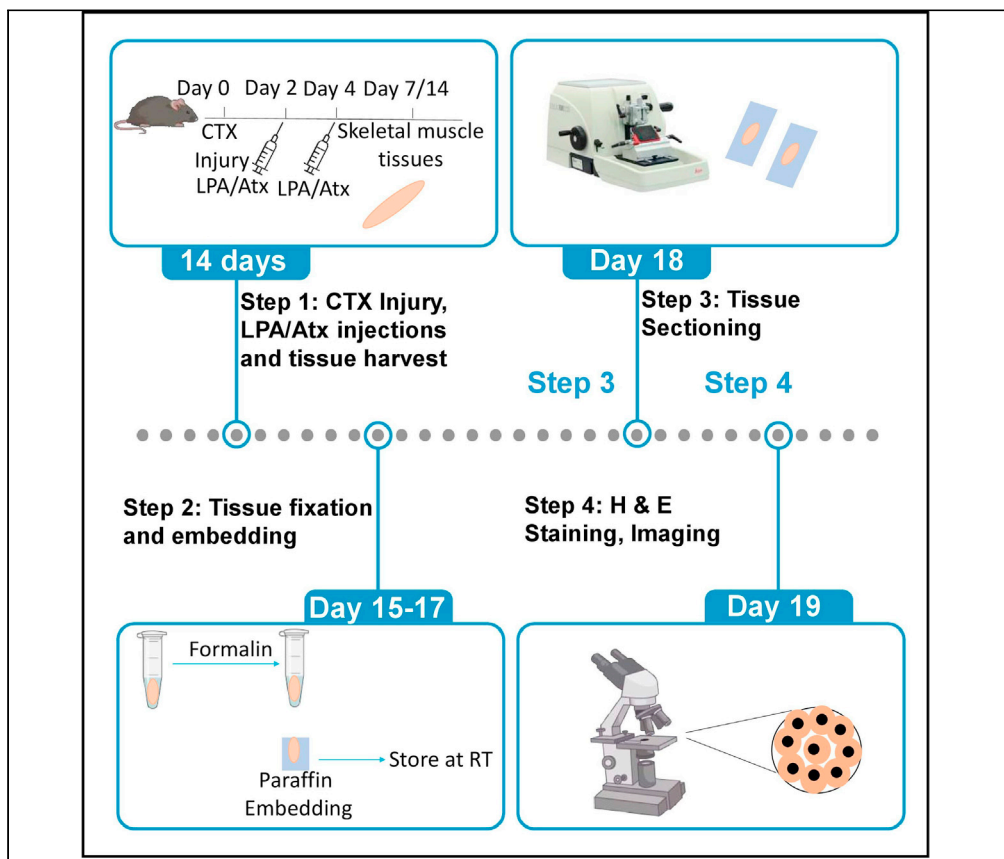 Day 0 Day 2 Day 4 Day 7/14
CTX
Injury
LPA/Atx
LPA/Atx
Skeletal muscle
tissues
14 days
Step 1: CTX Injury,
LPA/Atx injections
and tissue harvest
Day 18
Step 3: Tissue
Sectioning
Step 3
Step 4
Step 2: Tissue fixation
and embedding
Day 15-17
Formalin
Paraffin
Embedding
Store at RT
Step 4: H & E
Staining, Imaging
Day 19